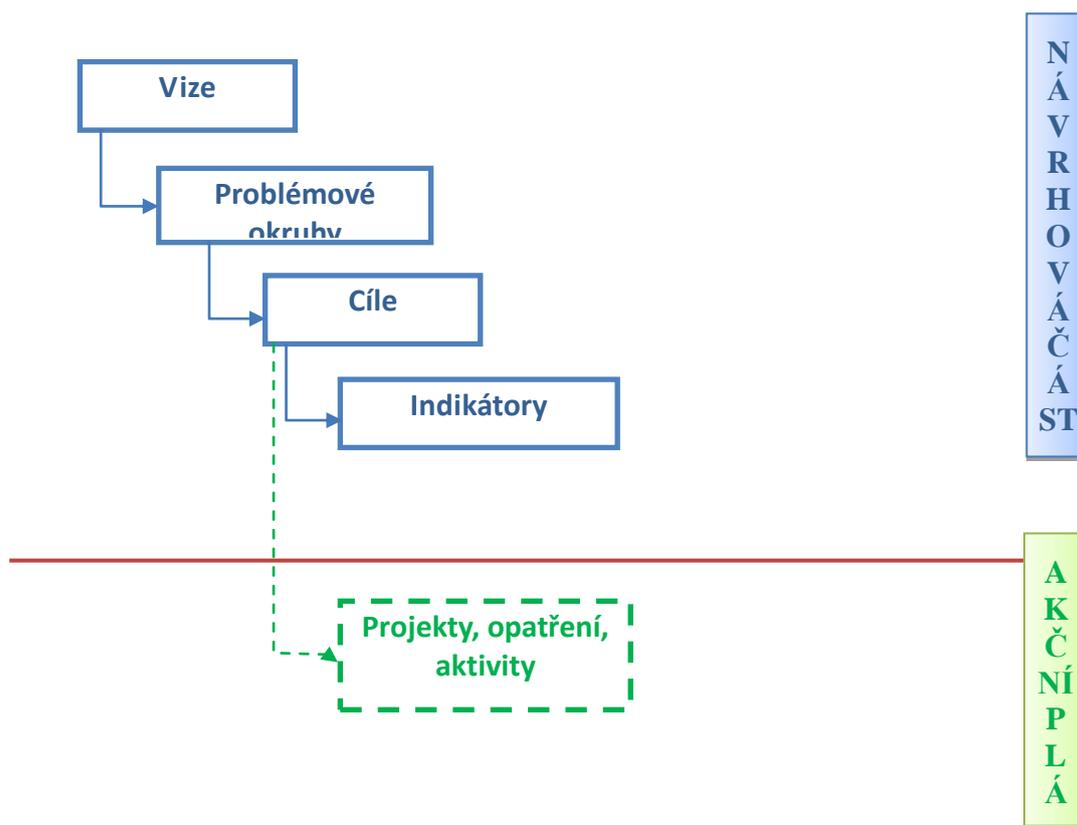 Vize
Problémové
okruhy
Cíle
Indikátory
Projekty, opatření,
aktivity
N
Á
V
R
H
O
V
Á
Č
Á
ST
A
K
Č
NÍ
P
L
Á